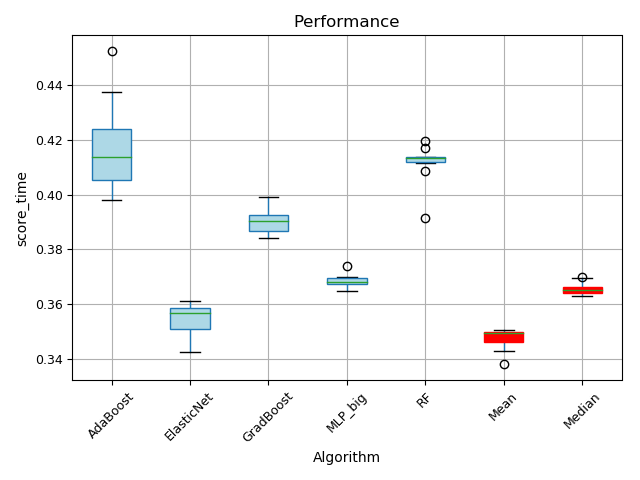 Performance
score_time
0.44
0.42
0.40
0.38
0.36
0.34
AdaBoost
ElasticNet
GradBoost
MLP_big
RF
Mean
Median
Algorithm